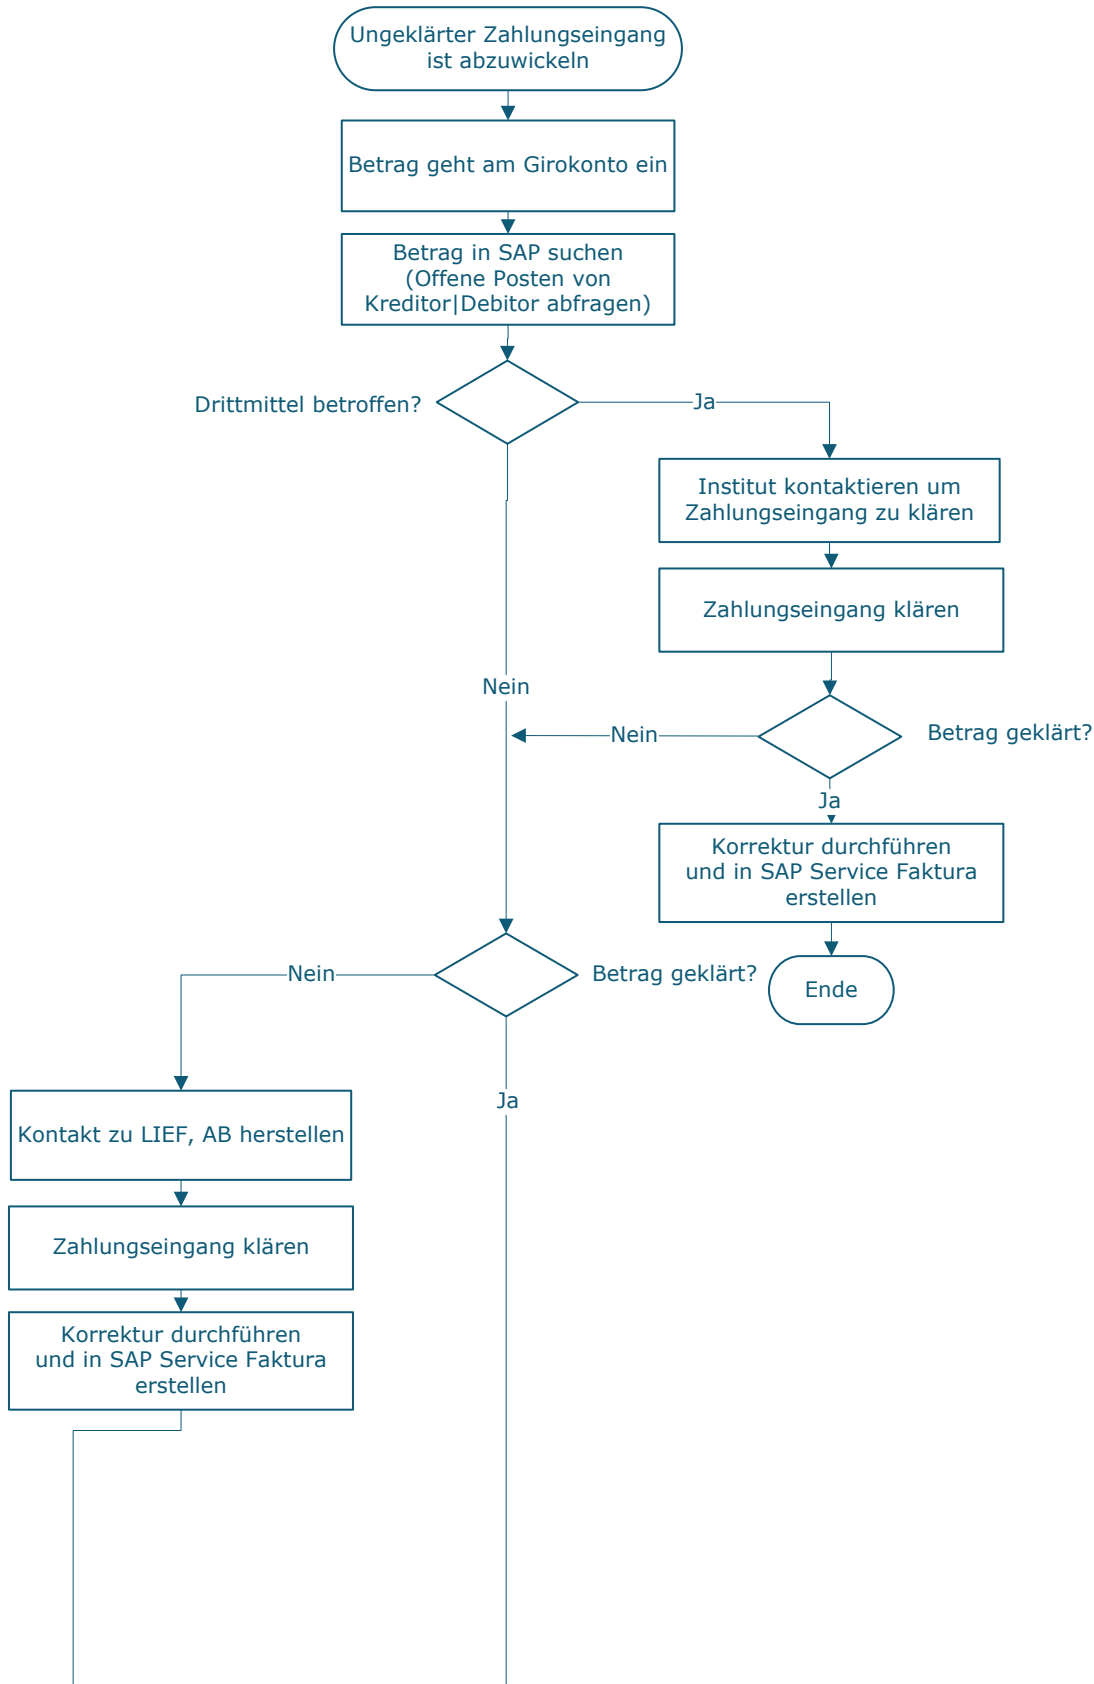 Ungeklärter Zahlungseingang
ist abzuwickeln
Betrag geht am Girokonto ein
Betrag in SAP suchen
(Offene Posten von
Kreditor|Debitor abfragen)
Drittmittel betroffen?
Ja
Institut kontaktieren um
Zahlungseingang zu klären
Zahlungseingang klären
Nein
Nein
Betrag geklärt?
Ja
Korrektur durchführen
und in SAP Service Faktura
erstellen
Nein
Betrag geklärt?
Ende
Ja
Kontakt zu LIEF, AB herstellen
Zahlungseingang klären
Korrektur durchführen
und in SAP Service Faktura
erstellen